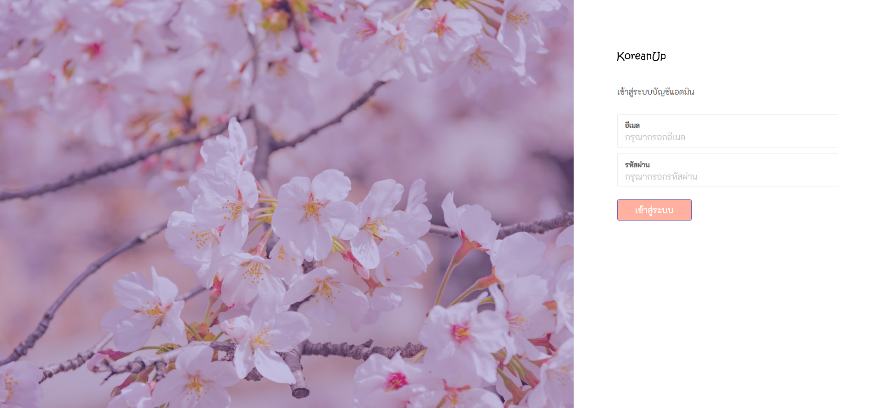 KoreanUp
เข้าสู่ระบบบัญชีแอดมิน
อีเมล
กรุณากรอกอีเมล
รหัสผ่าน
กรุณากรอกรหัสผ่าน
เข้าสู่ระบบ